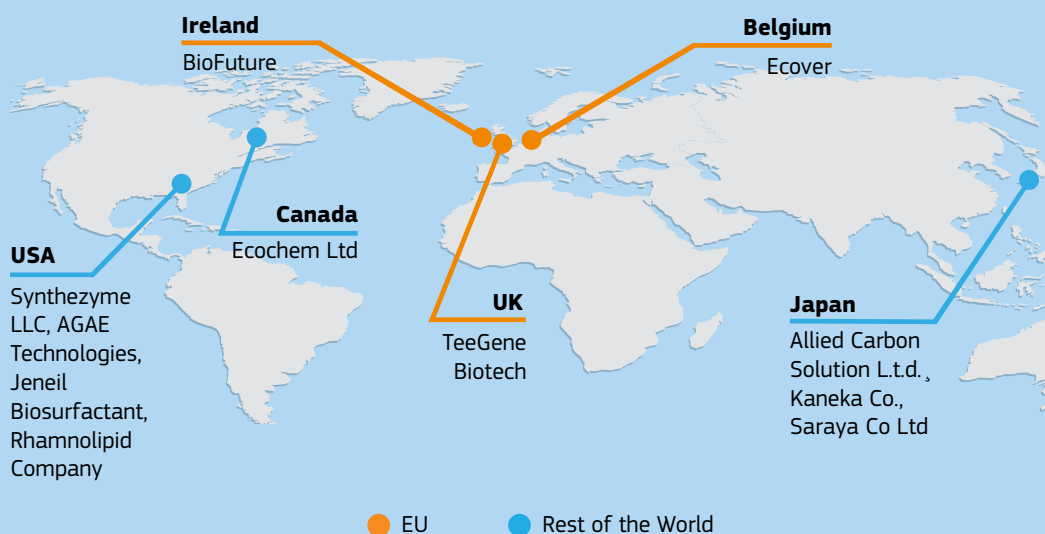 Ireland
BioFuture
Belgium
Ecover
Canada
Ecochem Ltd
USA
Synthezyme
LLC, AGAE
Technologies,
Jeneil
Biosurfactant,
Rhamnolipid
Company
UK
TeeGene
Biotech
Japan
Allied Carbon
Solution L.t.d.¸
Kaneka Co.,
Saraya Co Ltd
EU
Rest of the World